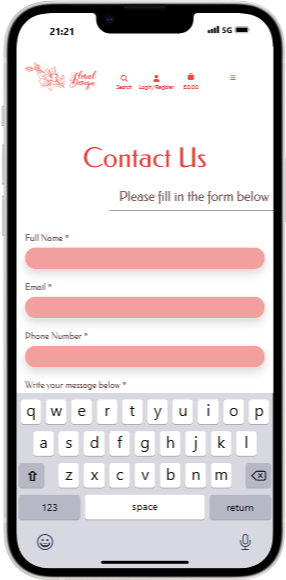 21:21
5G
Floral
Search
Login/Register
£0.00
Contact Us
Please fill in the form below
Full Name *
Email *
Phone Number *
Write your message below *
q w e r t y u i o p
a s d f g h j k l
z x c v b n m
123 space return